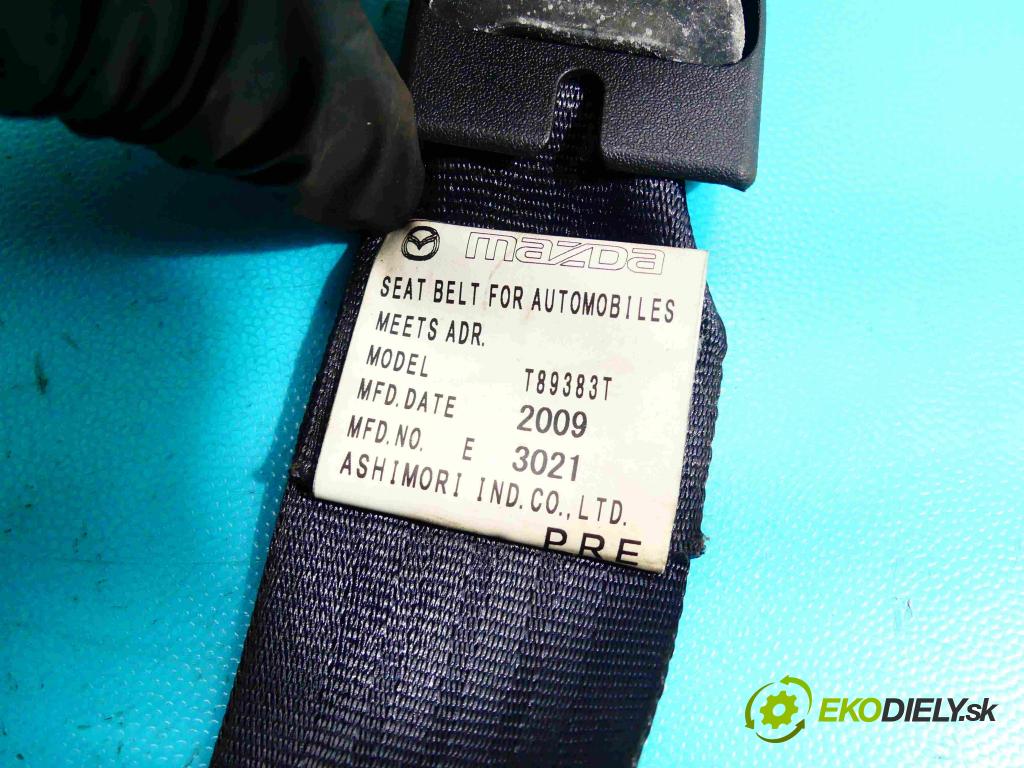 mazda
SEAT BELT FOR AUTOMOBILES
MEETS ADR.
MODEL T89383T
MFD.DATE 2009
MFD.NO. E 3021
ASHIMORI IND.CO.,LTD.
PRE
EKODIELY.sk